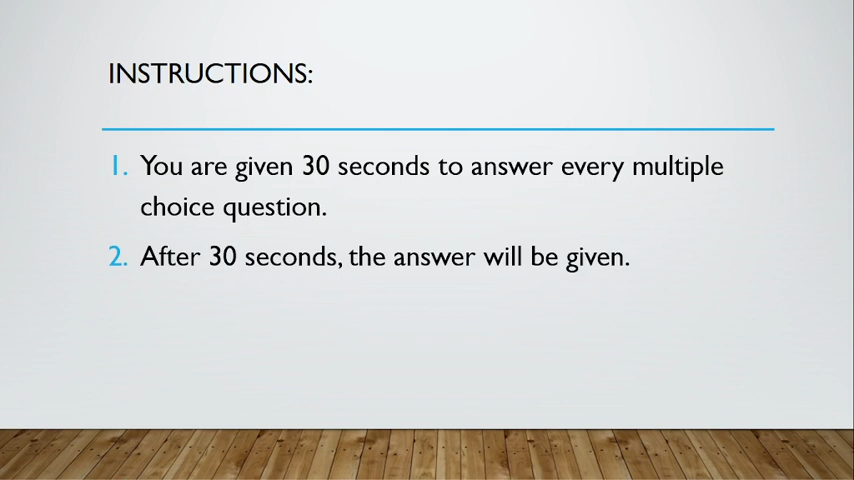 INSTRUCTIONS:
1. You are given 30 seconds to answer every multiple
choice question.
2. After 30 seconds, the answer will be given.